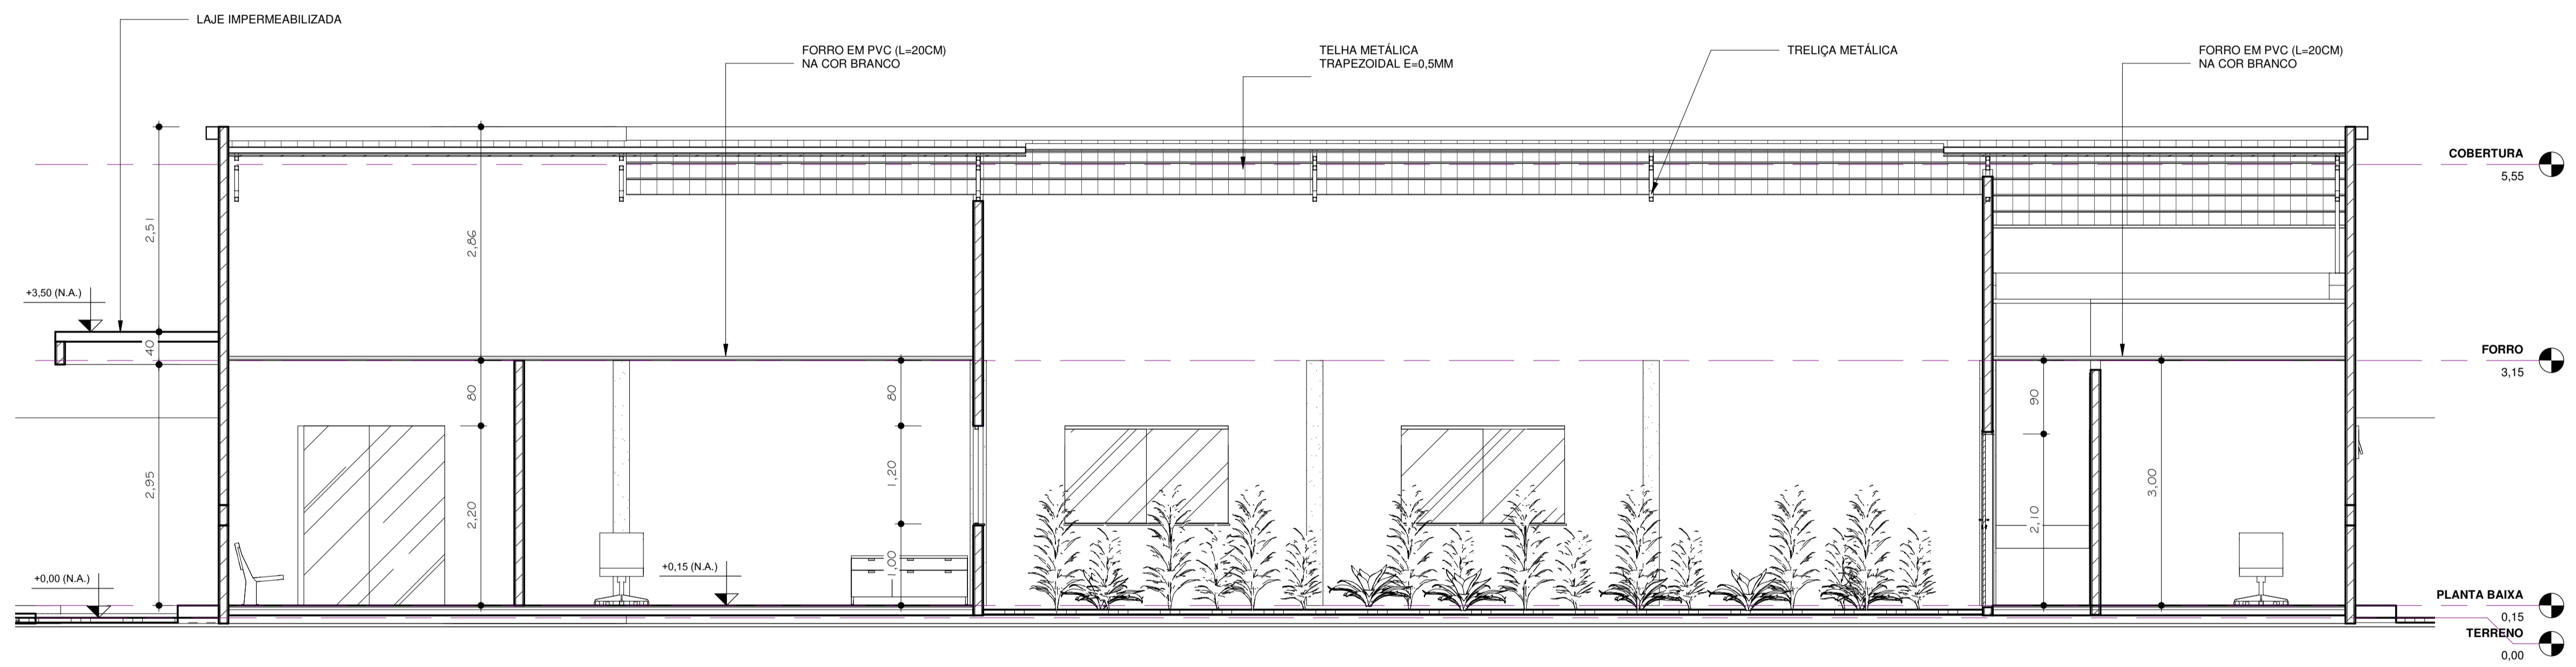 LAJE IMPERMEABILIZADA
FORRO EM PVC (L=20CM)
NA COR BRANCO
TELHA METÁLICA
TRAPEZOIDAL E=0,5MM
TRELIÇA METÁLICA
FORRO EM PVC (L=20CM)
NA COR BRANCO
COBERTURA
5,55
2,51
2,86
+3,50 (N.A.)
40
FORRO
3,15
80
80
90
2,95
2,20
1,20
1,00
2,10
3,00
+0,00 (N.A.)
+0,15 (N.A.)
PLANTA BAIXA
0,15
TERRENO
0,00